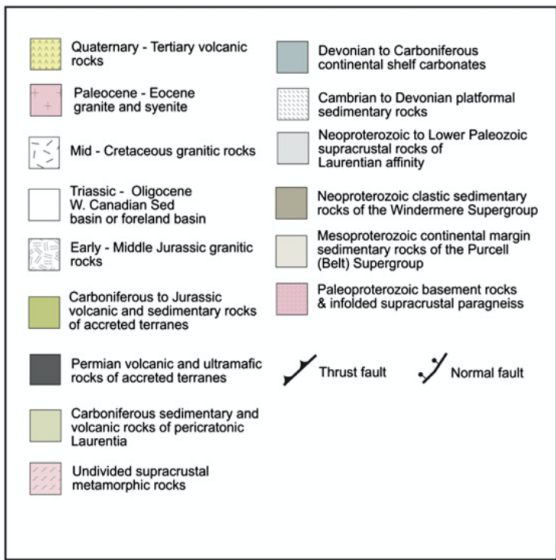 Quaternary - Tertiary volcanic
rocks
Paleocene - Eocene
granite and syenite
Mid - Cretaceous granitic rocks
Triassic - Oligocene
W. Canadian Sed
basin or foreland basin
Early - Middle Jurassic granitic
rocks
Carboniferous to Jurassic
volcanic and sedimentary rocks
of accreted terranes
Permian volcanic and ultramafic
rocks of accreted terranes
Carboniferous sedimentary and
volcanic rocks of pericratonic
Laurentia
Undivided supracrustal
metamorphic rocks
Devonian to Carboniferous
continental shelf carbonates
Cambrian to Devonian platformal
sedimentary rocks
Neoproterozoic to Lower Paleozoic
supracrustal rocks of
Laurentian affinity
Neoproterozoic clastic sedimentary
rocks of the Windermere Supergroup
Mesoproterozoic continental margin
sedimentary rocks of the Purcell
(Belt) Supergroup
Paleoproterozoic basement rocks
& infolded supracrustal paragneiss
Thrust fault
Normal fault